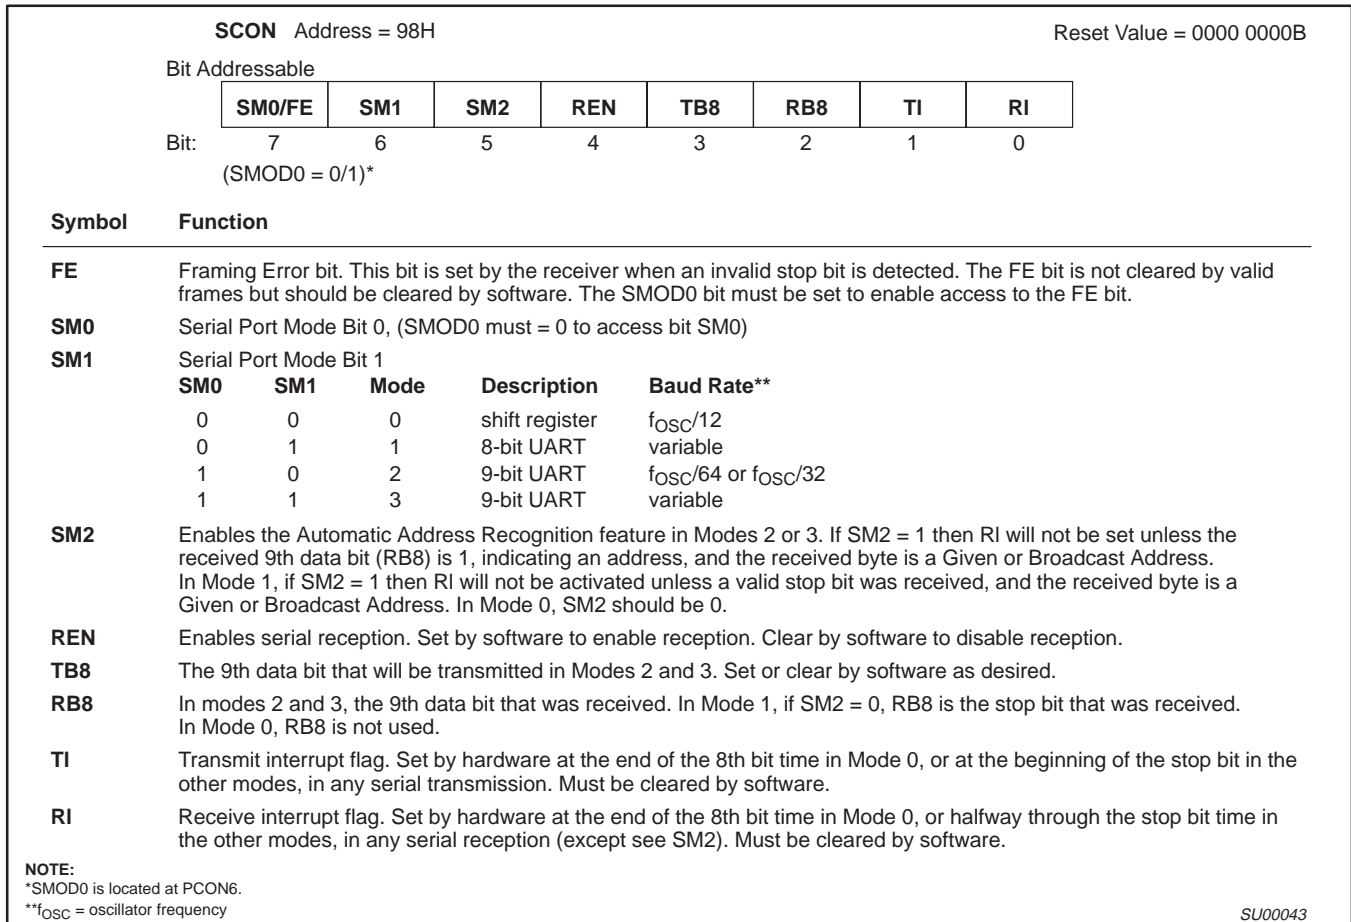 SCON Address = 98H Reset Value = 0000 0000B
Bit Addressable
SM0/FE SM1 SM2 REN TB8 RB8 TI RI
Bit: 7 6 5 4 3 2 1 0
(SMOD0 = 0/1)*
Symbol Function
FE Framing Error bit. This bit is set by the receiver when an invalid stop bit is detected. The FE bit is not cleared by valid
frames but should be cleared by software. The SMOD0 bit must be set to enable access to the FE bit.
SM0 Serial Port Mode Bit 0, (SMOD0 must = 0 to access bit SM0)
SM1 Serial Port Mode Bit 1
SM0 SM1 Mode Description Baud Rate**
0 0 0 shift register fOSC/12
0 1 1 8-bit UART variable
1 0 2 9-bit UART fOSC/64 or fOSC/32
1 1 3 9-bit UART variable
SM2 Enables the Automatic Address Recognition feature in Modes 2 or 3. If SM2 = 1 then RI will not be set unless the
received 9th data bit (RB8) is 1, indicating an address, and the received byte is a Given or Broadcast Address.
In Mode 1, if SM2 = 1 then RI will not be activated unless a valid stop bit was received, and the received byte is a
Given or Broadcast Address. In Mode 0, SM2 should be 0.
REN Enables serial reception. Set by software to enable reception. Clear by software to disable reception.
TB8 The 9th data bit that will be transmitted in Modes 2 and 3. Set or clear by software as desired.
RB8 In modes 2 and 3, the 9th data bit that was received. In Mode 1, if SM2 = 0, RB8 is the stop bit that was received.
In Mode 0, RB8 is not used.
TI Transmit interrupt flag. Set by hardware at the end of the 8th bit time in Mode 0, or at the beginning of the stop bit in the
other modes, in any serial transmission. Must be cleared by software.
RI Receive interrupt flag. Set by hardware at the end of the 8th bit time in Mode 0, or halfway through the stop bit time in
the other modes, in any serial reception (except see SM2). Must be cleared by software.
NOTE:
*SMOD0 is located at PCON6.
**fOSC = oscillator frequency
SU00043